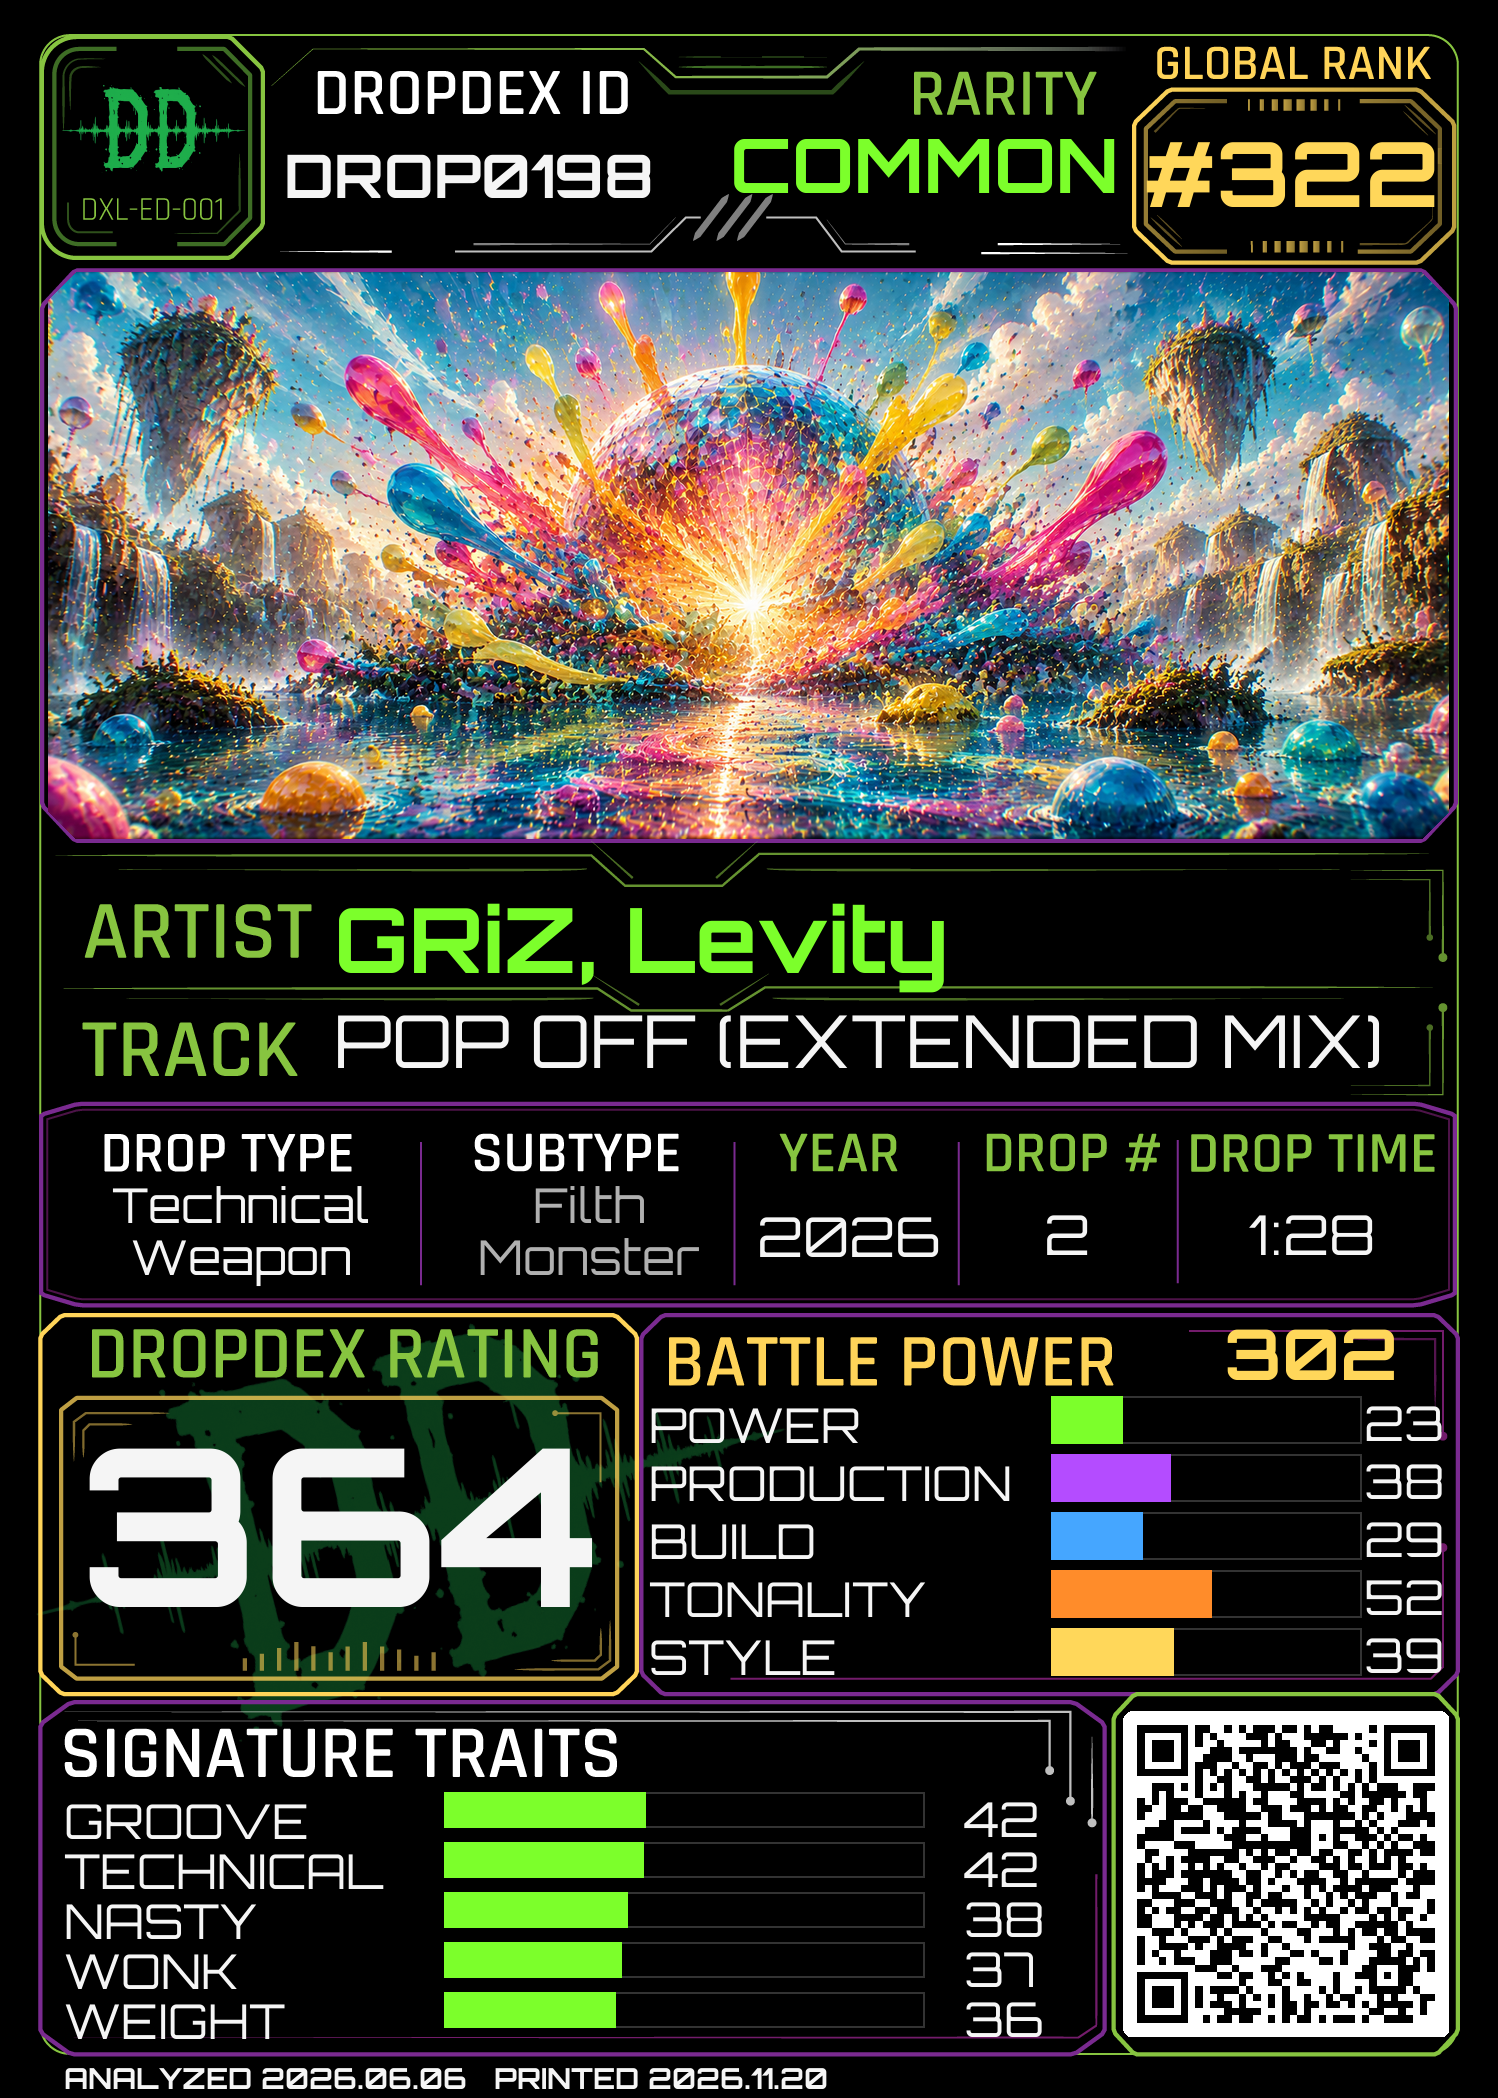 DD
DXL-ED-001
DROPDEX ID
DROP0198
RARITY
COMMON
GLOBAL RANK
#322
ARTIST GRiZ, Levity
TRACK POP OFF (EXTENDED MIX)
DROP TYPE
Technical
Weapon
SUBTYPE
Filth
Monster
YEAR
2026
DROP #
2
DROP TIME
1:28
DROPDEX RATING
364
BATTLE POWER 302
POWER 23
PRODUCTION 38
BUILD 29
TONALITY 52
STYLE 39
SIGNATURE TRAITS
GROOVE 42
TECHNICAL 42
NASTY 38
WONK 37
WEIGHT 36
ANALYZED 2026.06.06 PRINTED 2026.11.20